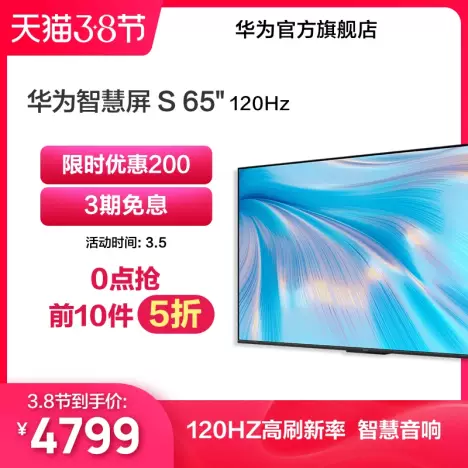 天猫3.8节
华为官方旗舰店
华为智慧屏 S 65" 120Hz
限时优惠200
3期免息
活动时间: 3.5
0点抢
前10件 5折
3.8节到手价:
¥4799
120HZ高刷新率 智慧音响